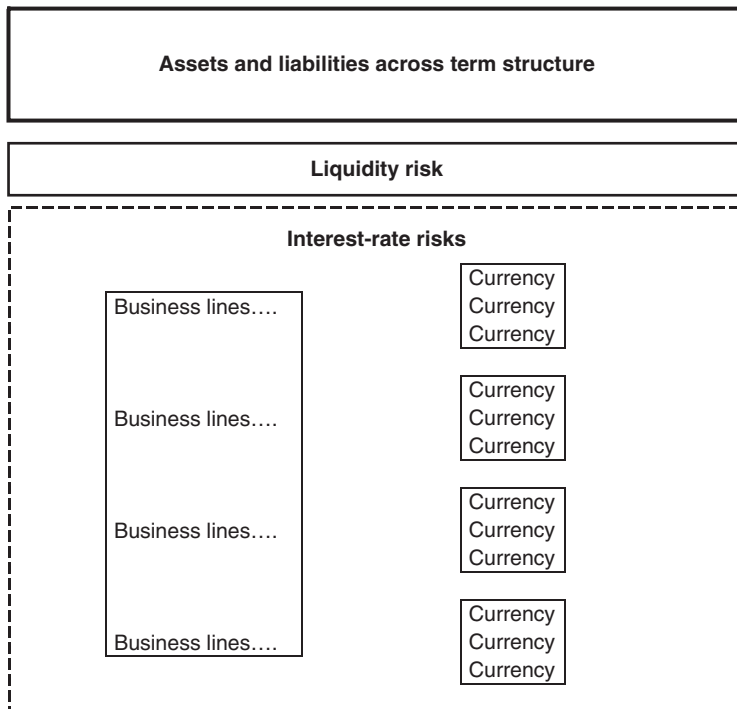 Assets and liabilities across term structure
Liquidity risk
Interest-rate risks
Business lines….
Currency
Currency
Currency
Business lines….
Currency
Currency
Currency
Business lines….
Currency
Currency
Currency
Business lines….
Currency
Currency
Currency